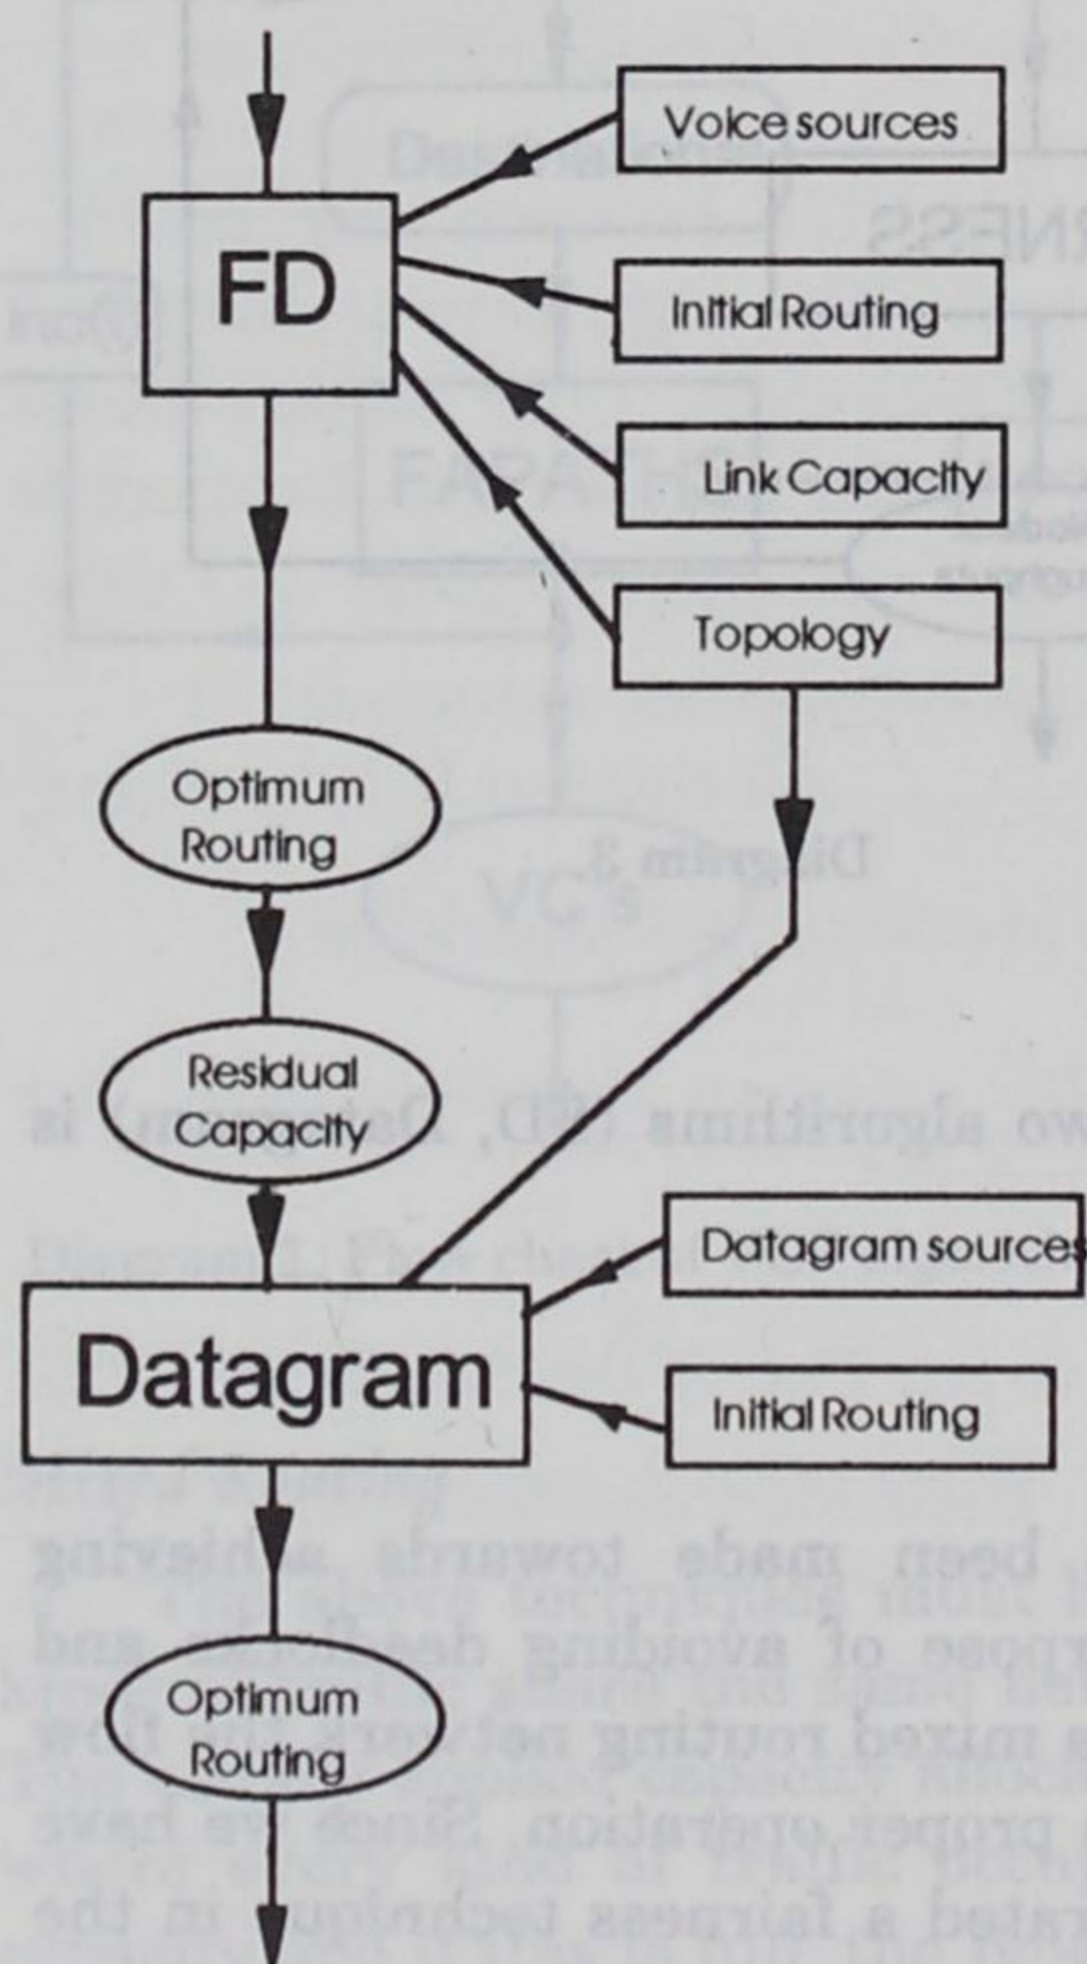 Voice sources
FD
Initial Routing
Link Capacity
Topology
Optimum
Routing
Residual
Capacity
Datagram sources
Datagram
Initial Routing
Optimum
Routing